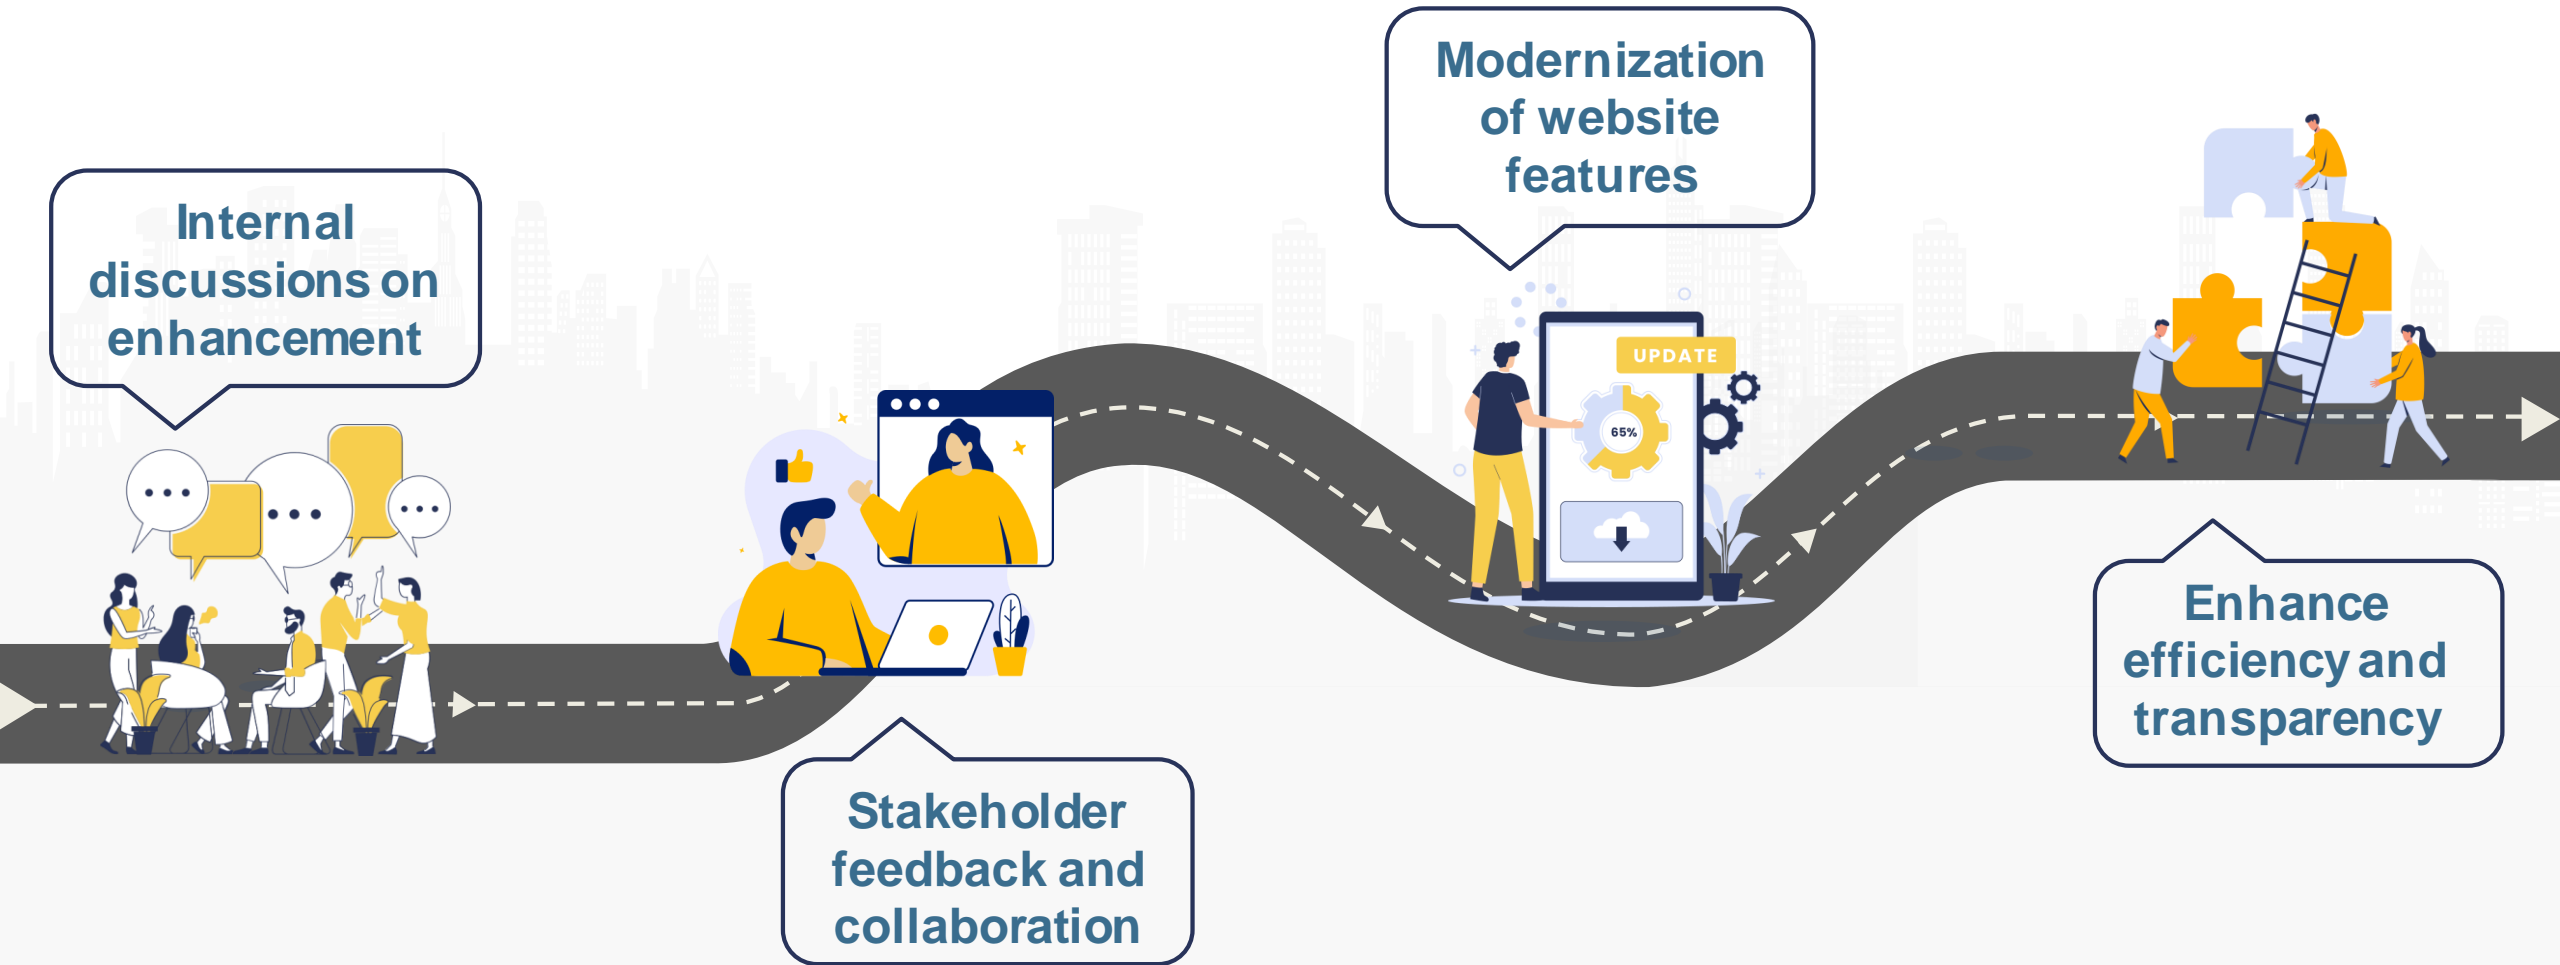 Internal
discussions on
enhancement
Stakeholder
feedback and
collaboration
Modernization
of website
features
UPDATE
65%
Enhance
efficiency and
transparency